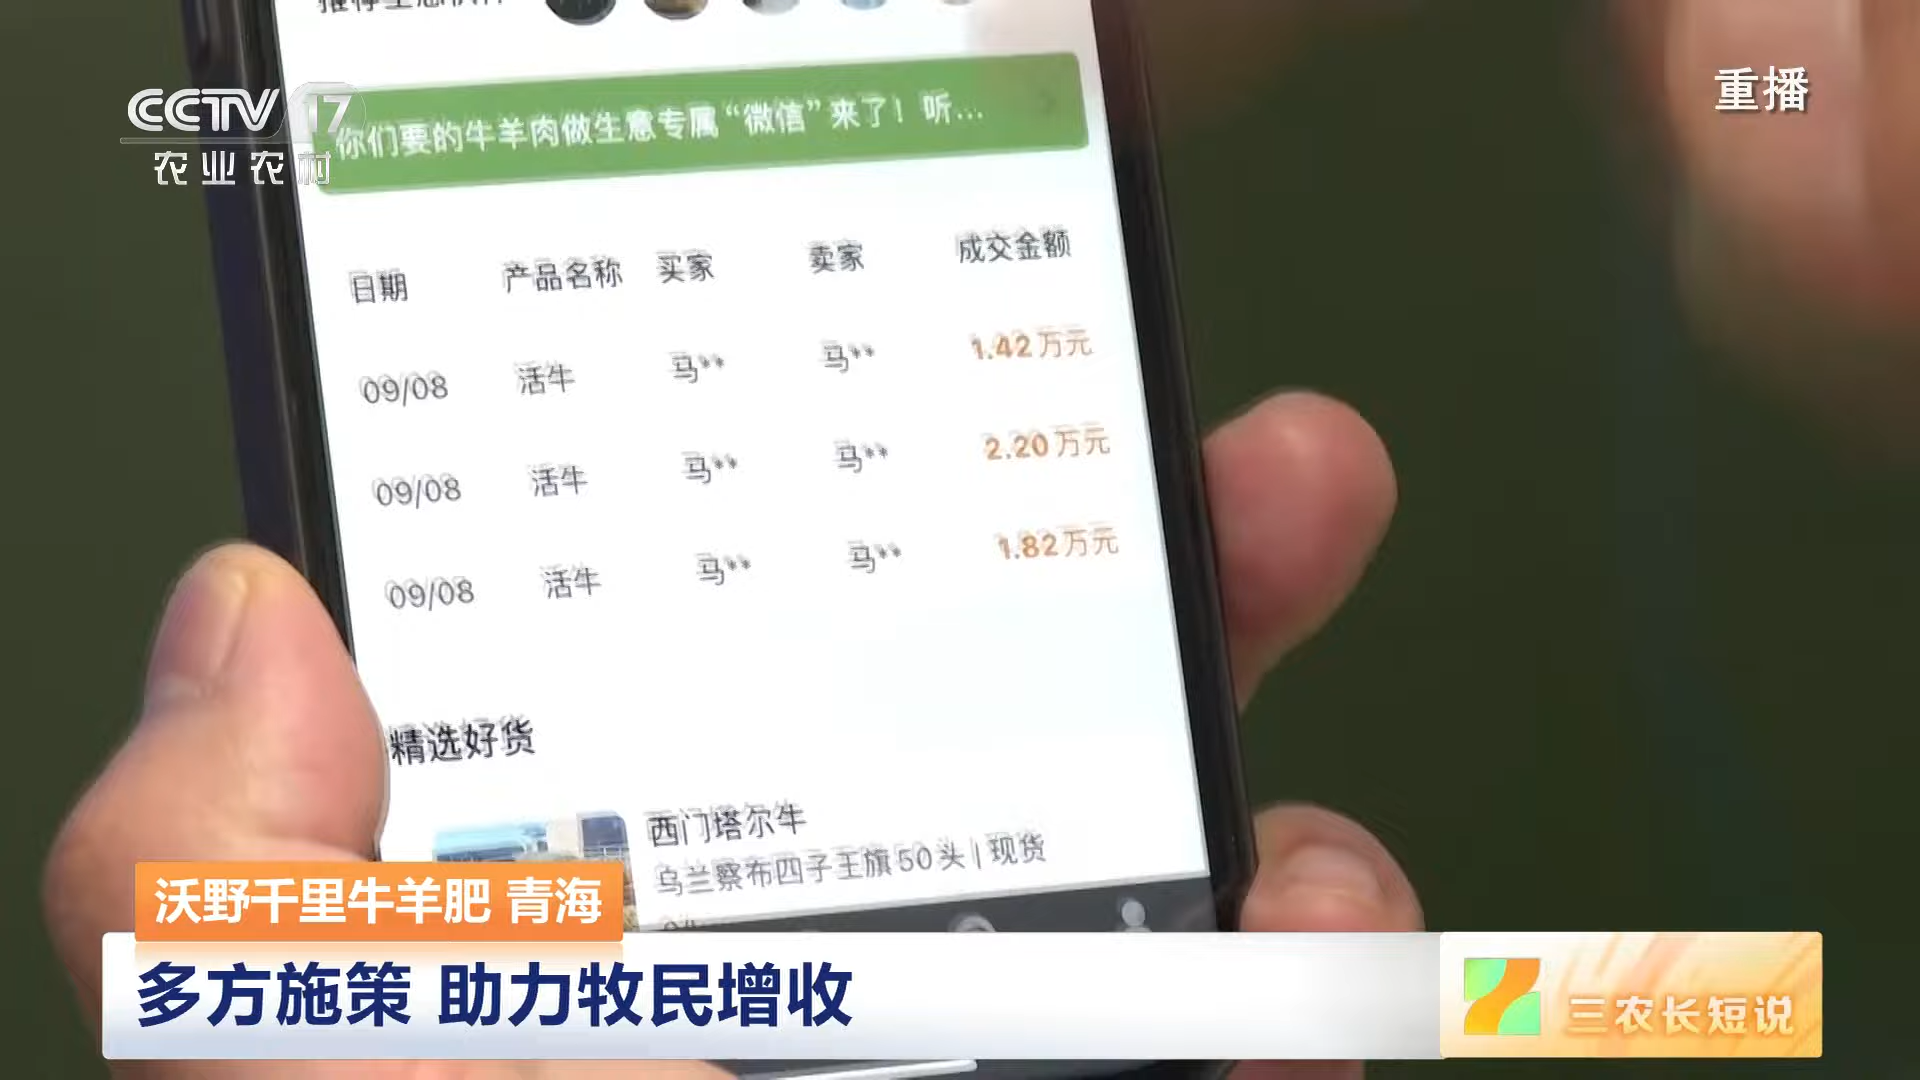 推荐生意伙伴
CCTV 17
农业农村
重播
你们要的牛羊肉做生意专属“微信”来了！听...
日期 产品名称 买家 卖家 成交金额
09/08 活牛 马** 马** 1.42万元
09/08 活牛 马** 马** 2.20万元
09/08 活牛 马** 马** 1.82万元
精选好货
西门塔尔牛
乌兰察布四子王旗50头 | 现货
沃野千里牛羊肥 青海
多方施策 助力牧民增收
三农长短说